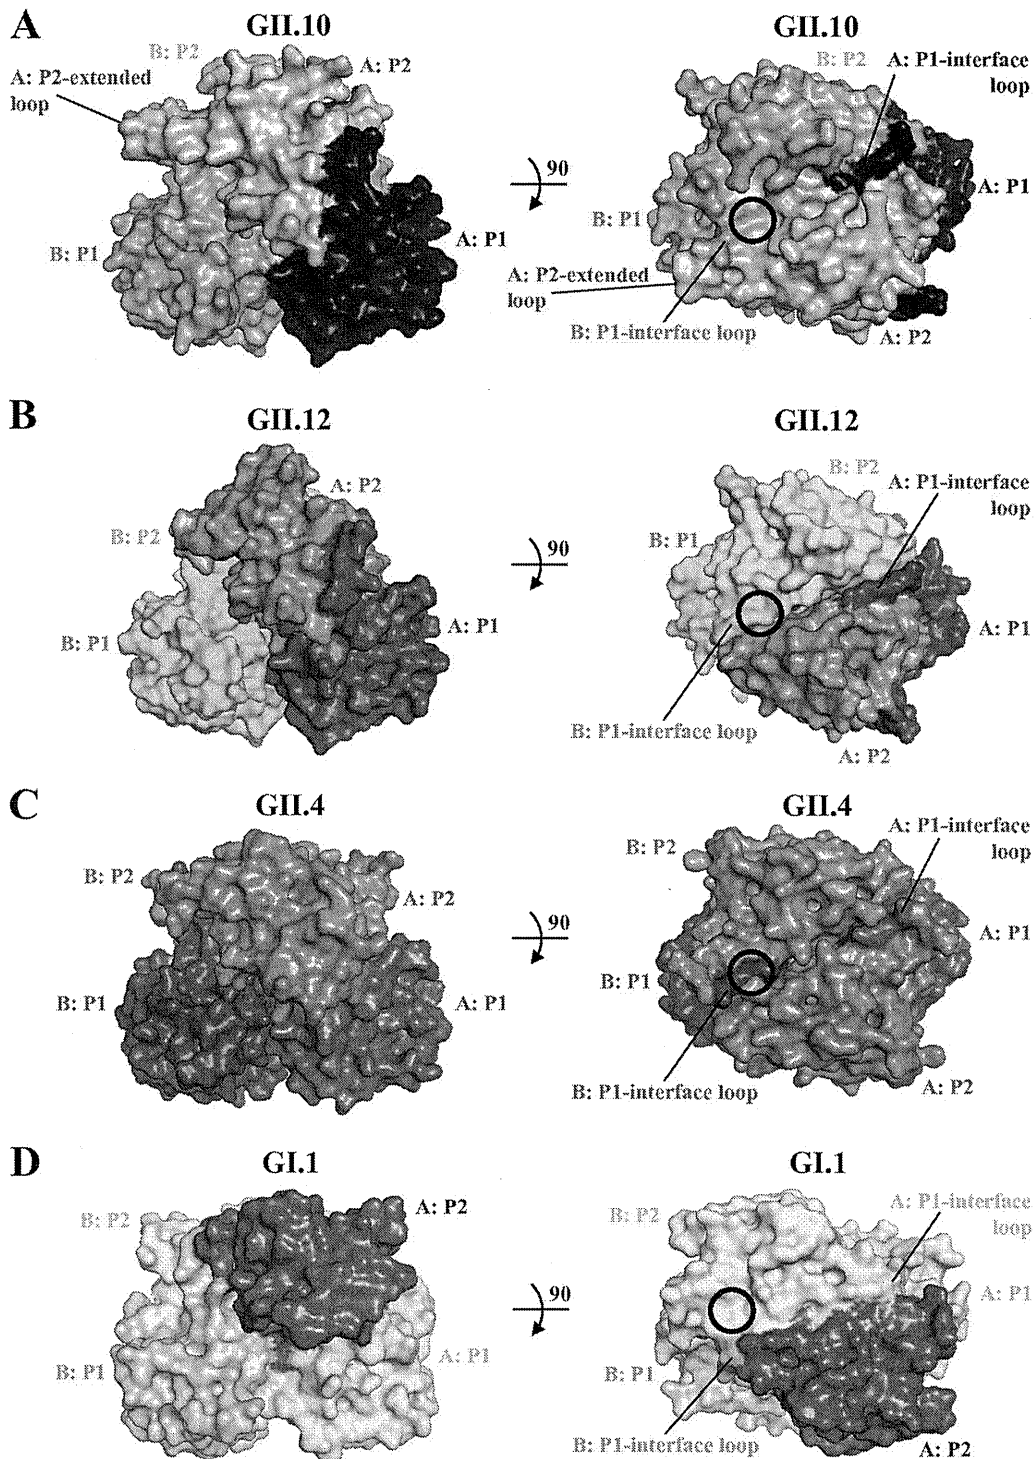 A
GII.10
B: P2
A: P2
A: P2-extended
loop
B: P1
A: P1
90
GII.10
B: P2
A: P1-interface
loop
A: P1
B: P1
A: P2-extended
loop
B: P1-interface loop
A: P2
B
GII.12
A: P2
B: P2
B: P1
A: P1
90
GII.12
B: P2
A: P1-interface
loop
B: P1
A: P1
B: P1-interface loop
A: P2
C
GII.4
B: P2
A: P2
B: P1
A: P1
90
GII.4
A: P1-interface
loop
B: P2
A: P1
B: P1
B: P1-interface loop
A: P2
D
GI.1
B: P2
A: P2
B: P1
A: P1
90
GI.1
B: P2
A: P1-interface
loop
A: P1
B: P1
B: P1-interface loop
A: P2